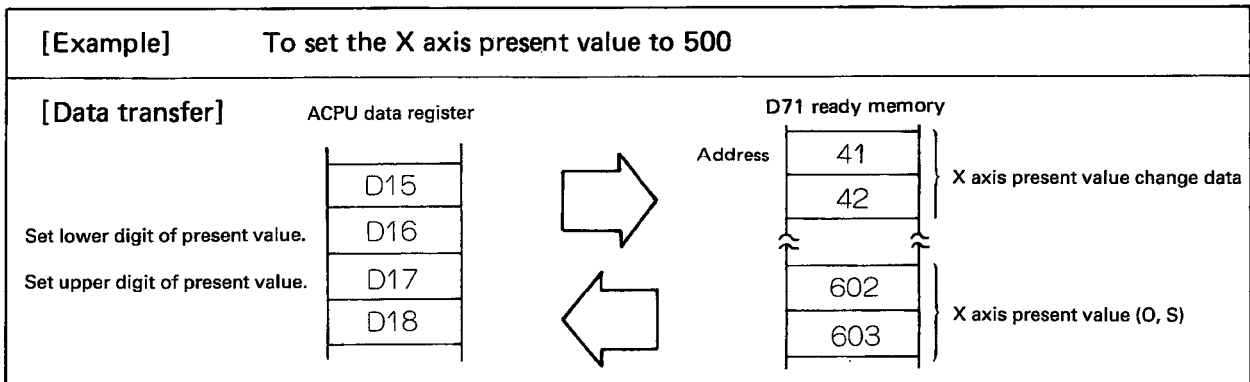 [Example] To set the X axis present value to 500
[Data transfer] ACPU data register
D71 ready memory
Address 41
42
X axis present value change data
D15
Set lower digit of present value. D16
Set upper digit of present value. D17
D18
602
603
X axis present value (O, S)